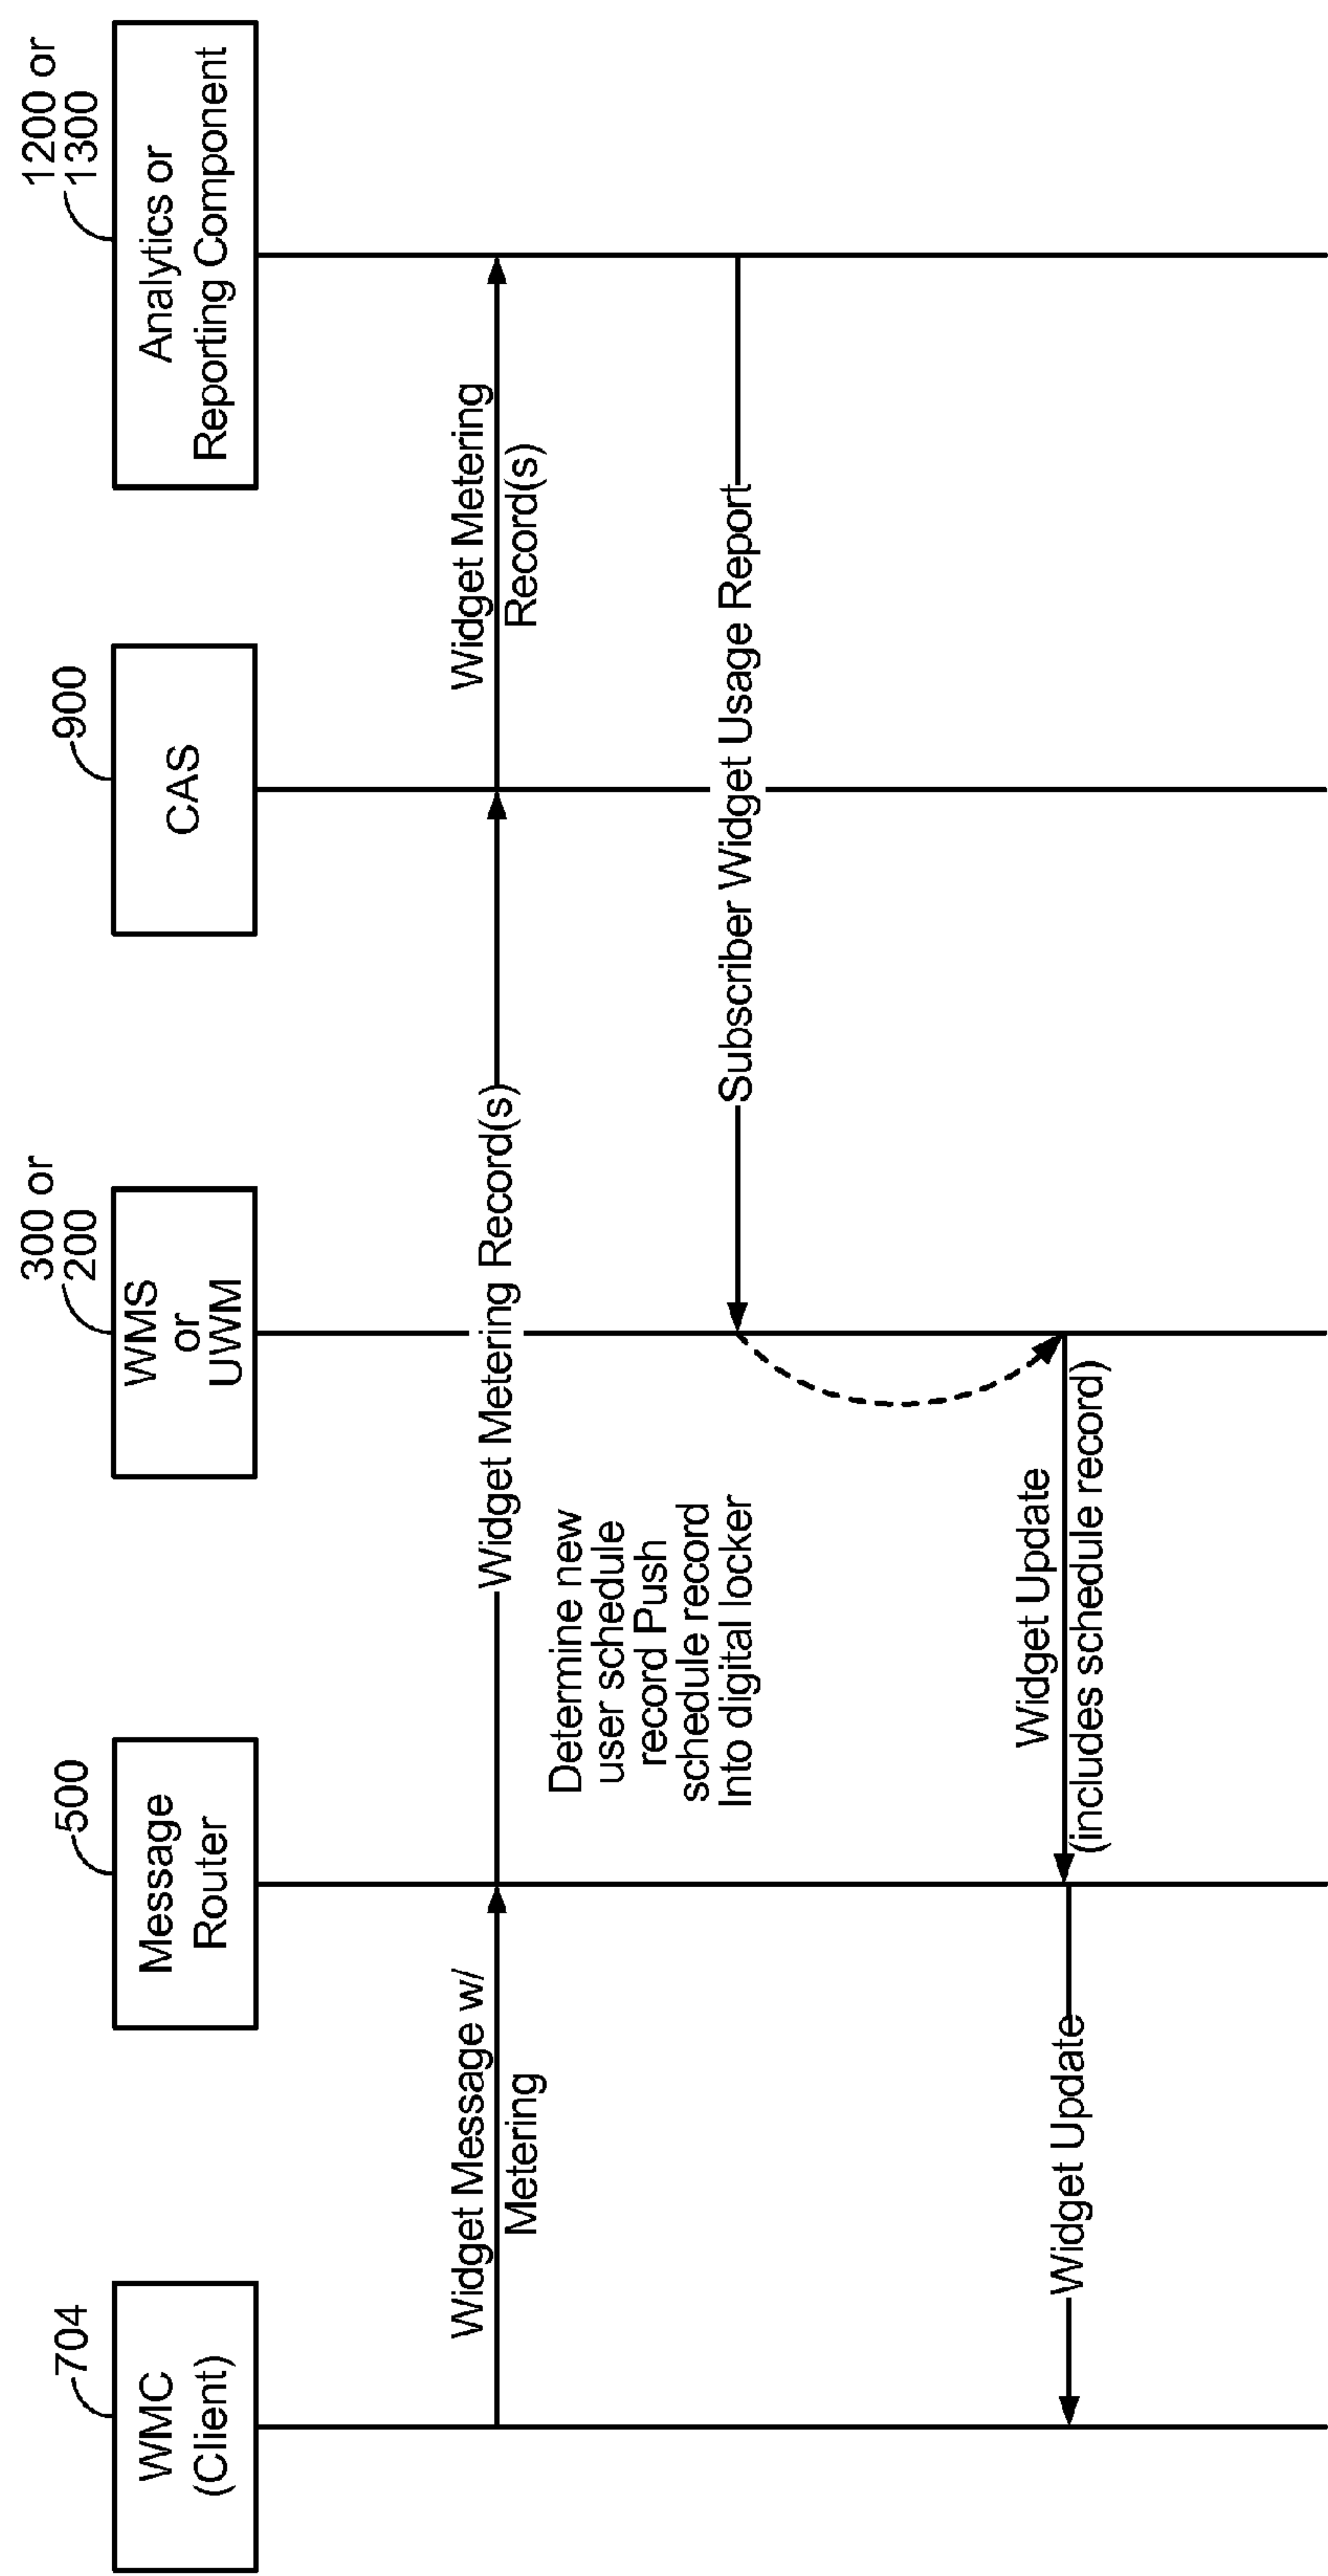 704
WMC
(Client)
500
Message
Router
300 or
200
WMS
or
UWM
900
CAS
1200 or
1300
Analytics or
Reporting Component
Widget Message w/
Metering
Widget Metering Record(s)
Widget Metering
Record(s)
Subscriber Widget Usage Report
Determine new
user schedule
record Push
schedule record
Into digital locker
Widget Update
(includes schedule record)
Widget Update